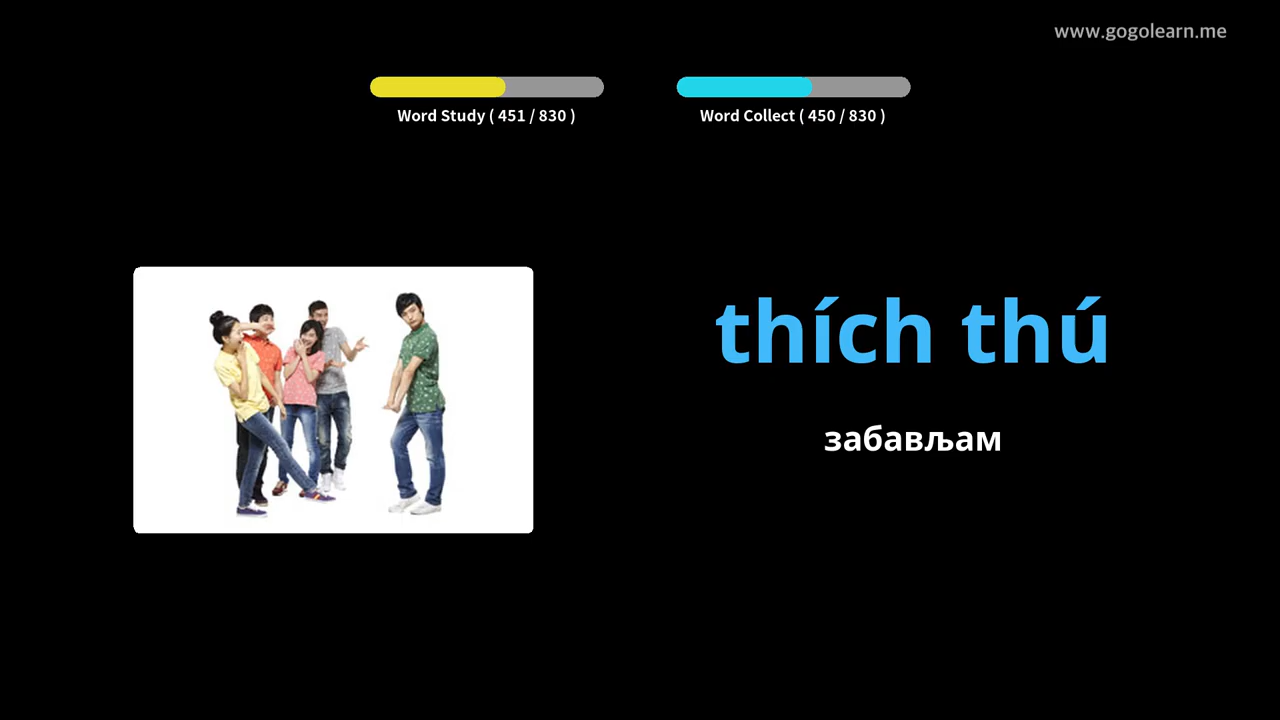 www.gogolearn.me
Word Study ( 451 / 830 )
Word Collect ( 450 / 830 )
thích thú
забављам